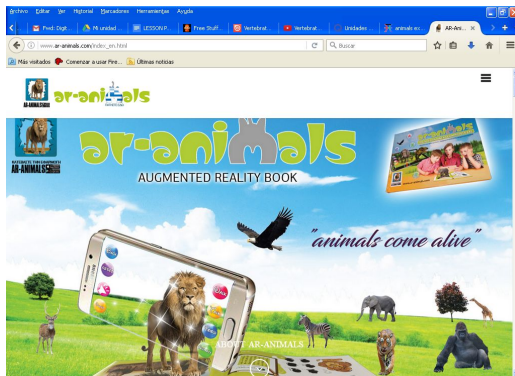 Archivo Editar Ver Historial Marcadores Herramientas Ayuda
Fwd: Digit... Mi unidad ... LESSON P... Free Stuff... Vertebrat... Vertebrat... Unidades ... animals ec... AR-Ani...
www.ar-animals.com/index_en.html Buscar
Más visitados Comenzar a usar Fire... Últimas noticias
ar-animals
ar-animals
AR-ANIMALS
AUGMENTED REALITY BOOK
"animals come alive"
ABOUT AR-ANIMALS